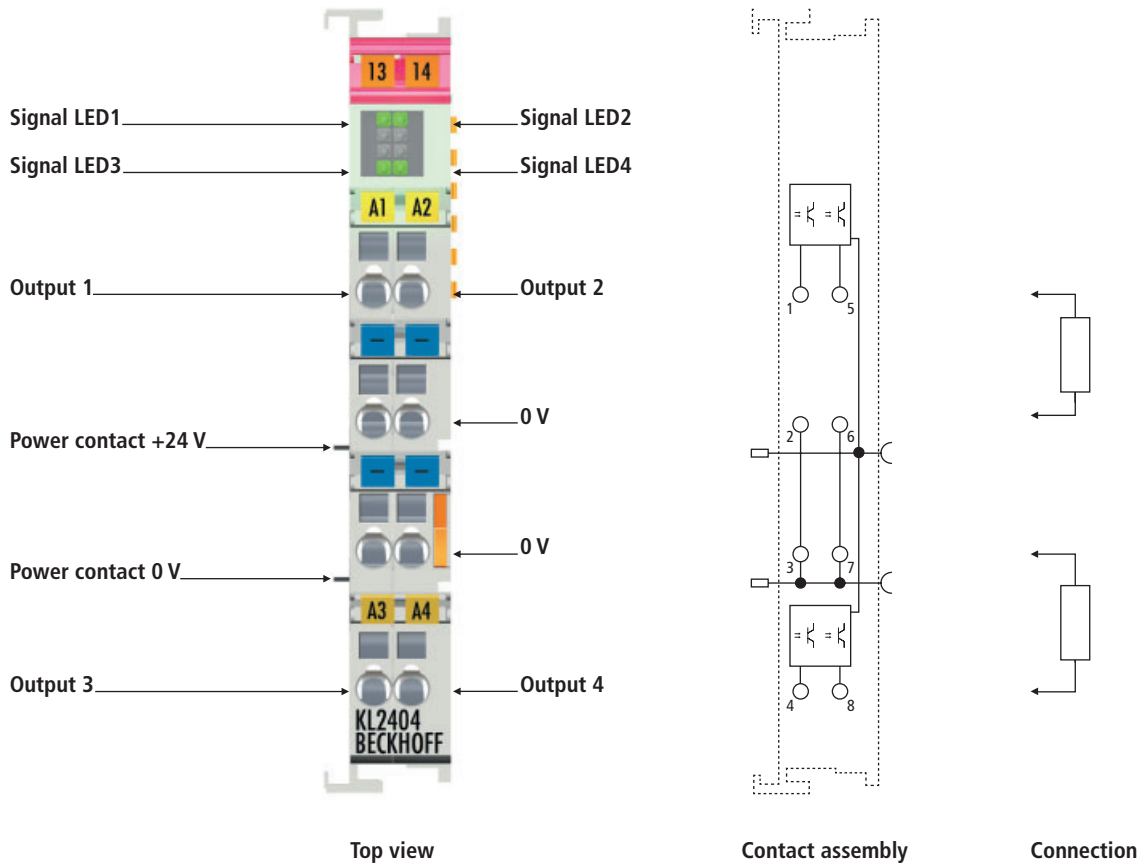 13 14
Signal LED1
Signal LED2
Signal LED3
Signal LED4
A1 A2
Output 1
Output 2
1
5
- -
0 V
2
6
Power contact +24 V
- -
0 V
3
7
Power contact 0 V
A3 A4
Output 3
Output 4
4
8
KL2404
BECKHOFF
Top view
Contact assembly
Connection